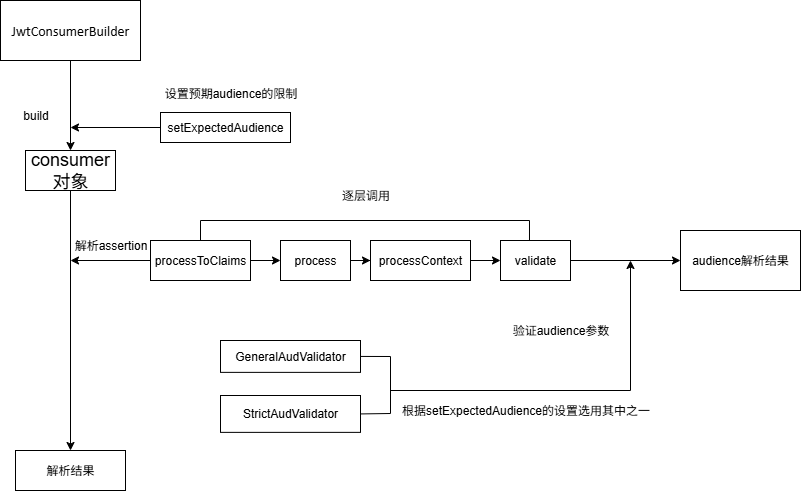 JwtConsumerBuilder
设置预期audience的限制
build
setExpectedAudience
consumer
对象
逐层调用
解析assertion
processToClaims
process
processContext
validate
audience解析结果
验证audience参数
GeneralAudValidator
StrictAudValidator
根据setExpectedAudience的设置选用其中之一
解析结果